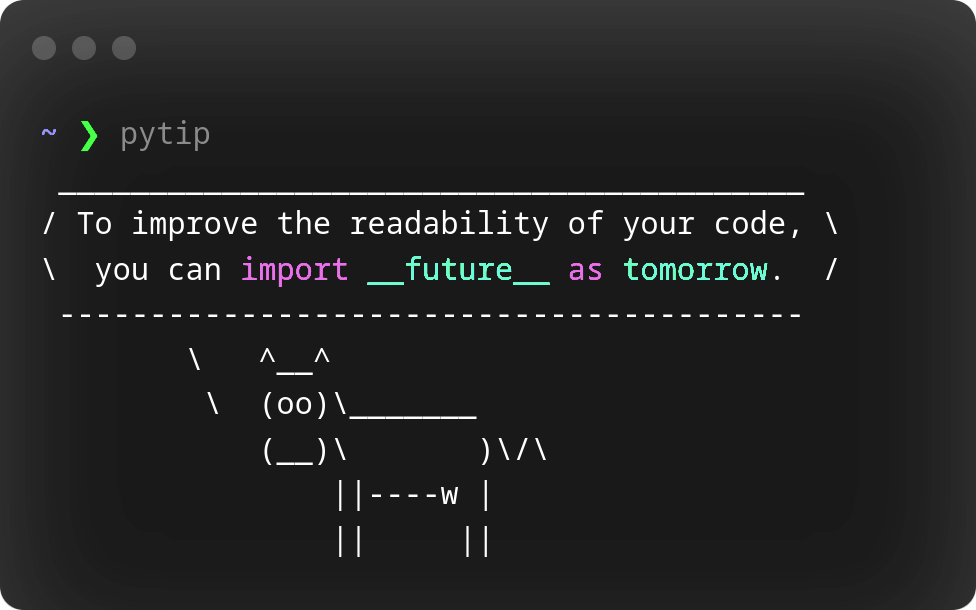 ~ ❯ pytip
 _________________________________________
/ To improve the readability of your code, \
\  you can import __future__ as tomorrow.  /
 -----------------------------------------
        \   ^__^
         \  (oo)\_______
            (__)\       )\/\
                ||----w |
                ||     ||